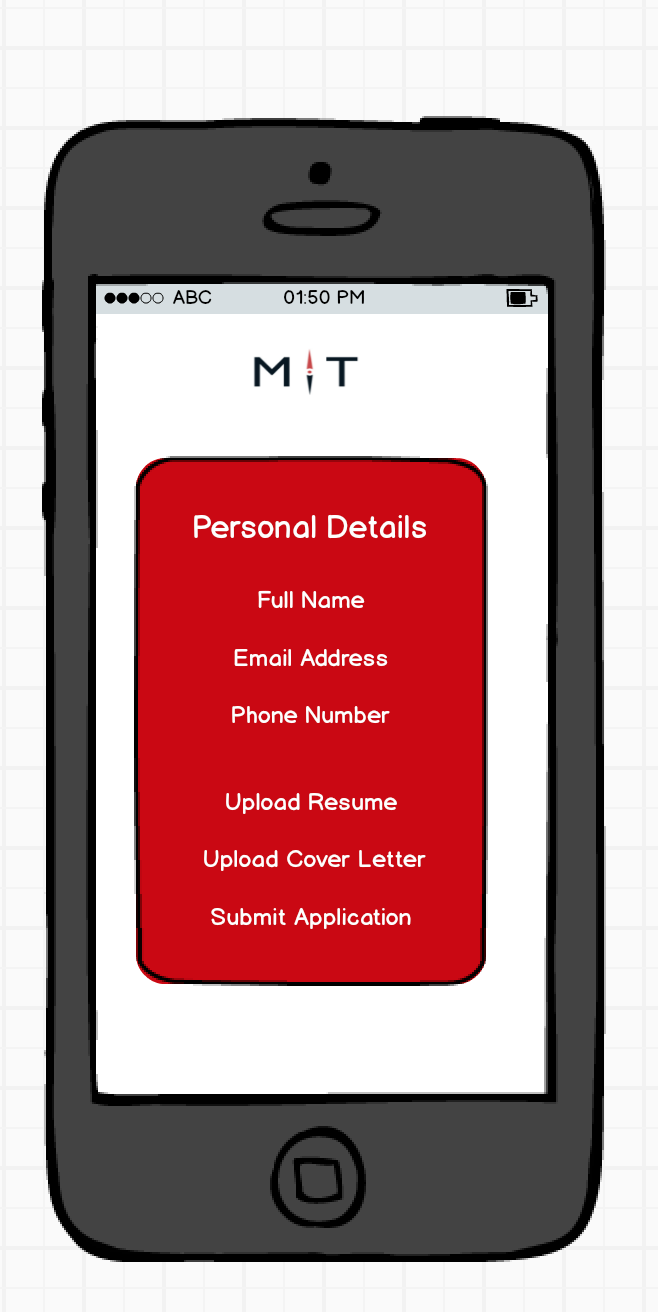 ABC 01:50 PM
M T
Personal Details
Full Name
Email Address
Phone Number
Upload Resume
Upload Cover Letter
Submit Application